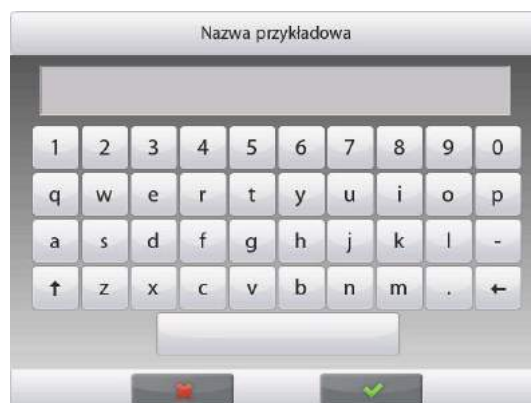 Nazwa przykładowa
1 2 3 4 5 6 7 8 9 0
q w e r t y u i o p
a s d f g h j k l -
↑ z x c v b n m . ←